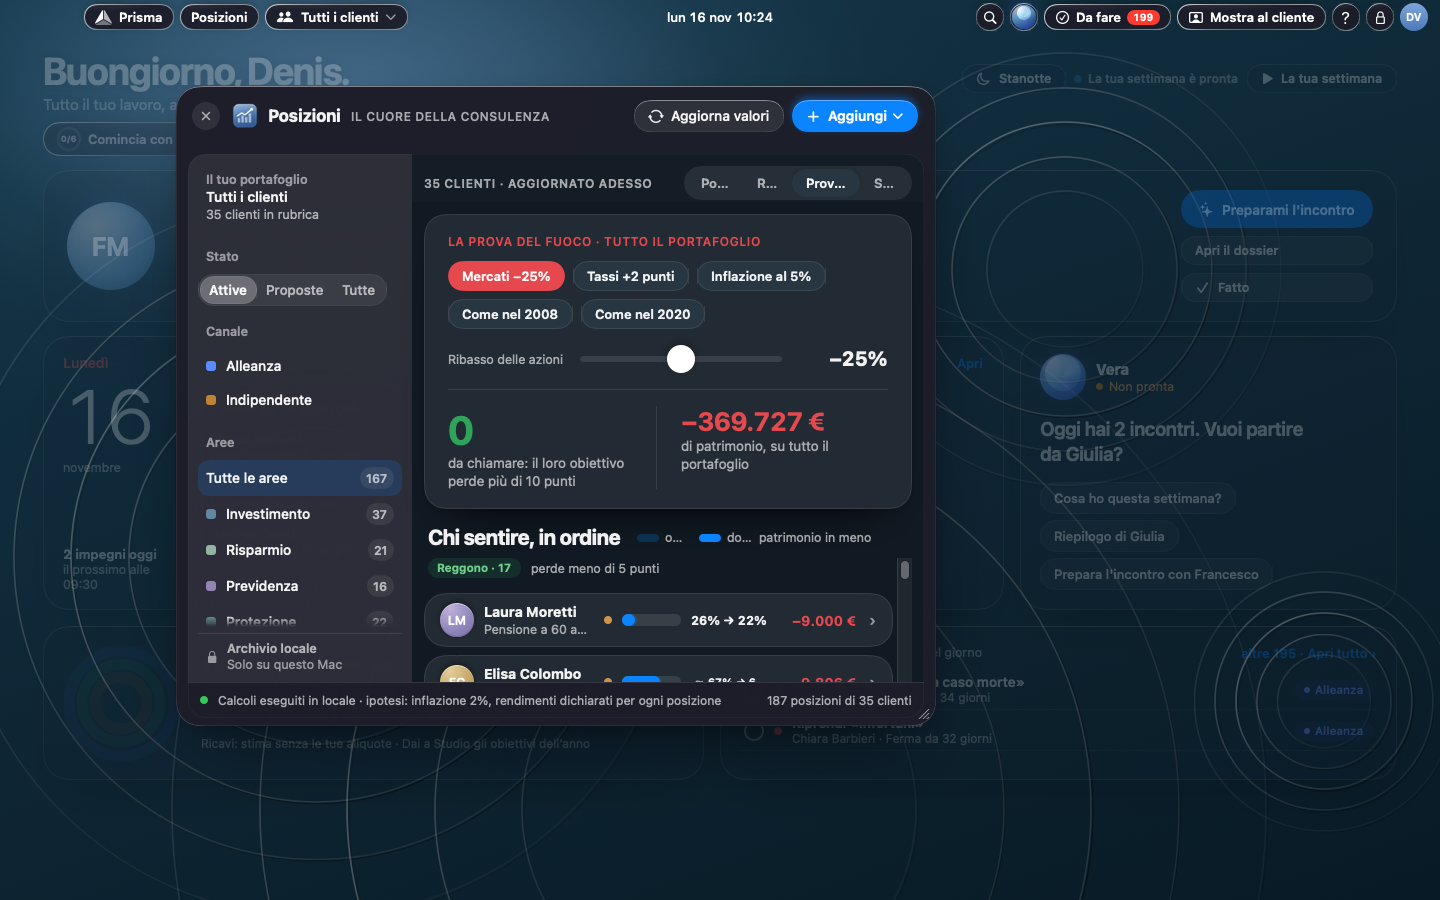 Prisma
Posizioni
Tutti i clienti
lun 16 nov 10:24
Da fare 199
Mostra al cliente
?
DV
Buongiorno, Denis.
Tutto il tuo lavoro, a
0/6 Comincia con
Stanotte
La tua settimana è pronta
La tua settimana
Posizioni IL CUORE DELLA CONSULENZA
Aggiorna valori
+ Aggiungi
Il tuo portafoglio
Tutti i clienti
35 clienti in rubrica
Stato
Attive Proposte Tutte
Canale
Alleanza
Indipendente
Aree
Tutte le aree 167
Investimento 37
Risparmio 21
Previdenza 16
Protezione 22
Archivio locale
Solo su questo Mac
35 CLIENTI · AGGIORNATO ADESSO
Po... R... Prov... S...
LA PROVA DEL FUOCO · TUTTO IL PORTAFOGLIO
Mercati −25% Tassi +2 punti Inflazione al 5%
Come nel 2008 Come nel 2020
Ribasso delle azioni −25%
0
da chiamare: il loro obiettivo
perde più di 10 punti
−369.727 €
di patrimonio, su tutto il
portafoglio
Chi sentire, in ordine o... do... patrimonio in meno
Reggono · 17 perde meno di 5 punti
LM Laura Moretti
Pensione a 60 a... 26% → 22% −9.000 € ›
Elisa Colombo
Calcoli eseguiti in locale · ipotesi: inflazione 2%, rendimenti dichiarati per ogni posizione
187 posizioni di 35 clienti
FM
Preparami l'incontro
Apri il dossier
Fatto
Lunedì
16
novembre
2 impegni oggi
il prossimo alle
09:30
Apri
Vera
Non pronta
Oggi hai 2 incontri. Vuoi partire
da Giulia?
Cosa ho questa settimana?
Riepilogo di Giulia
Prepara l'incontro con Francesco
el giorno
altre 195 · Apri tutto ›
a caso morte»
34 giorni
Alleanza
Chiara Barbieri · Ferma da 32 giorni
Alleanza
Ricavi: stima senza le tue aliquote · Dai a Studio gli obiettivi dell'anno